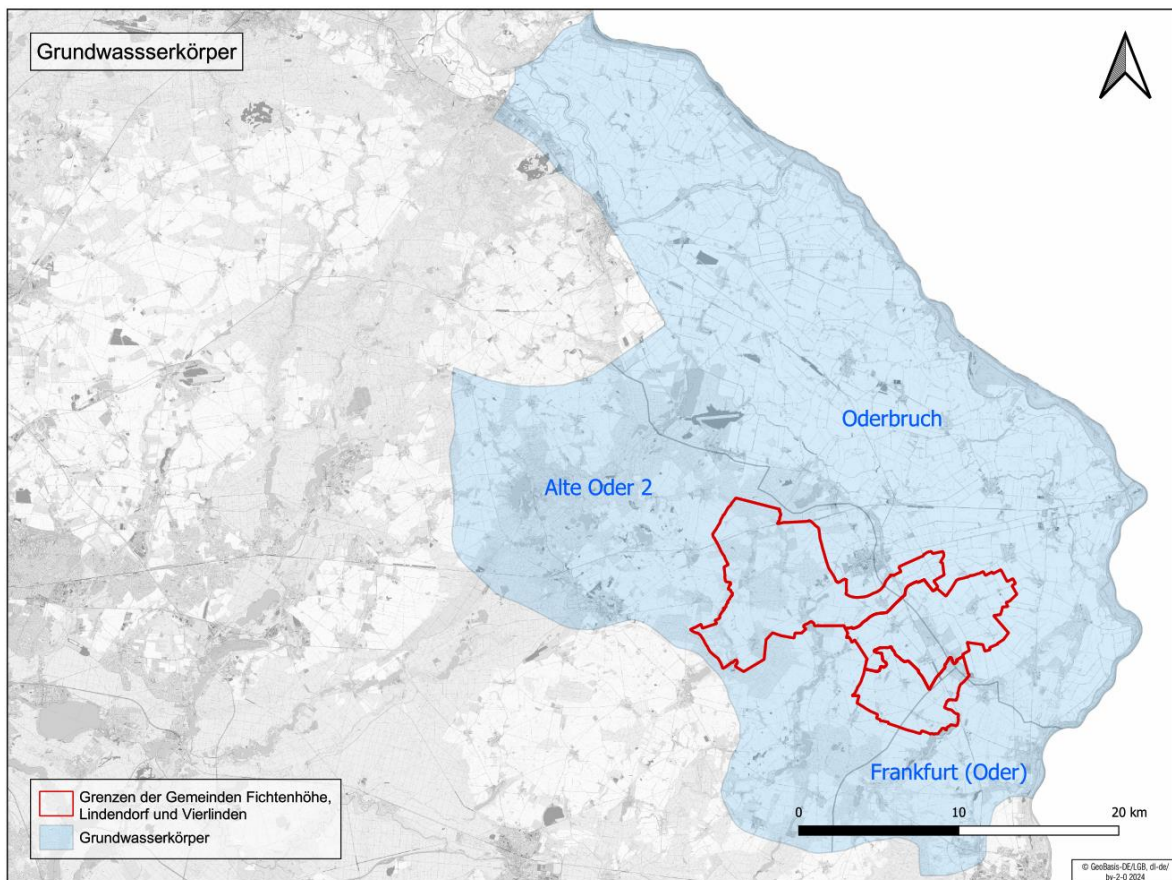 Grundwassserkörper
Oderbruch
Alte Oder 2
Frankfurt (Oder)
Grenzen der Gemeinden Fichtenhöhe,
Lindendorf und Vierlinden
Grundwasserkörper
0 10 20 km
© GeoBasis-DE/LGB, dl-de/
by-2-0 2024